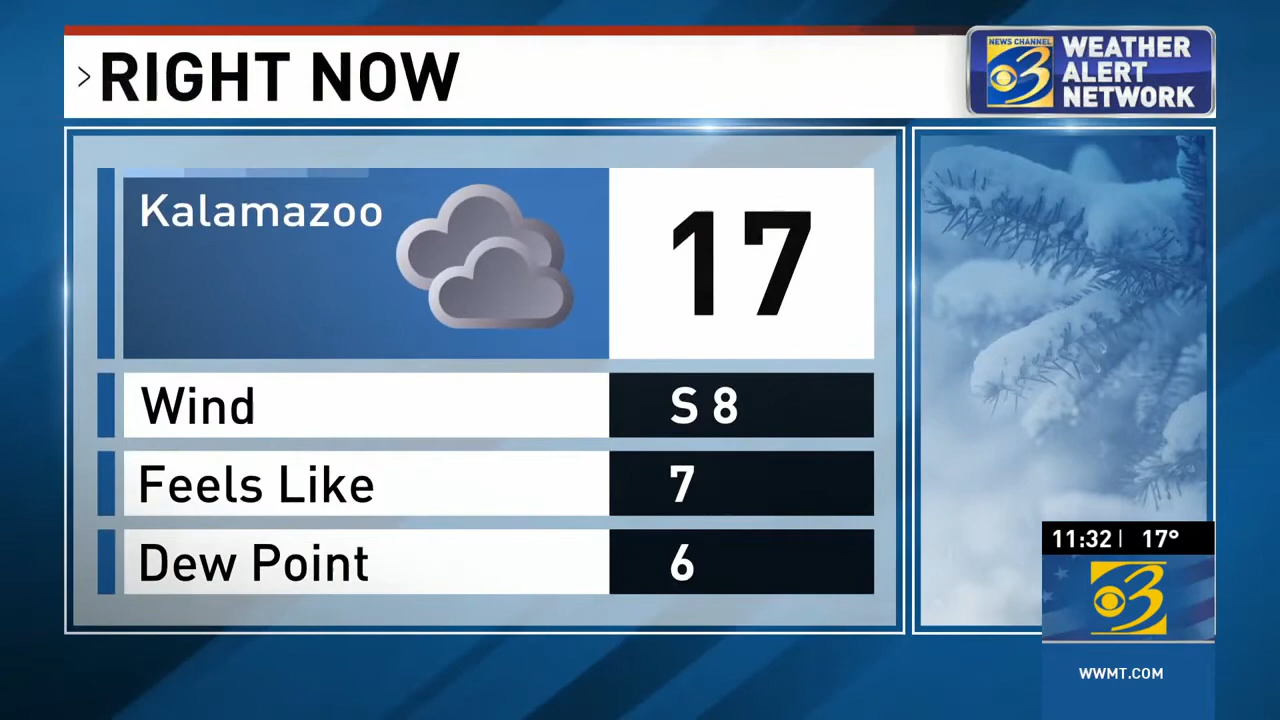 >RIGHT NOW
NEWS CHANNEL
3
WEATHER
ALERT
NETWORK
Kalamazoo
17
Wind
S 8
Feels Like
7
Dew Point
6
11:32 | 17°
3
WWMT.COM